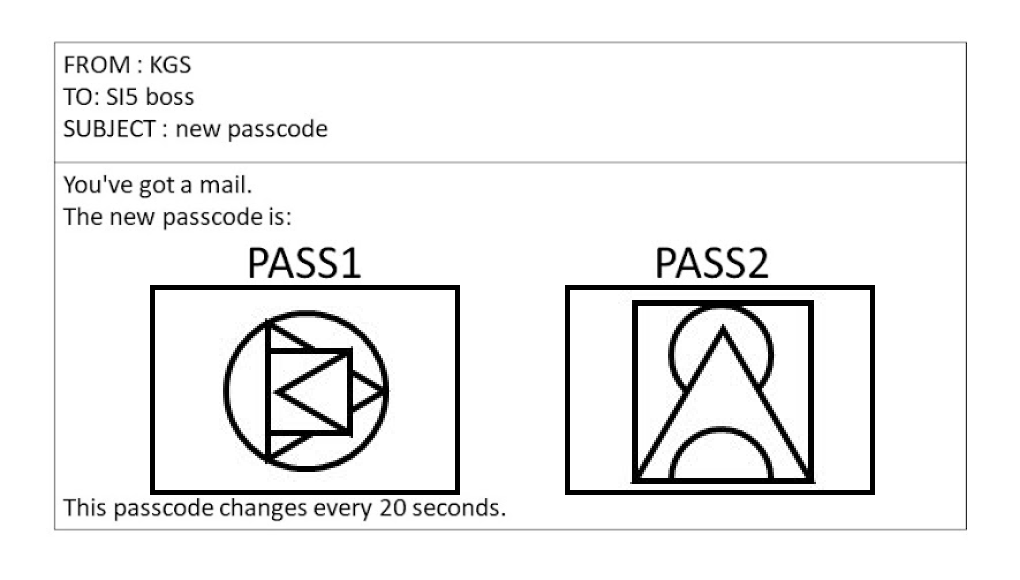 FROM : KGS
TO: SI5 boss
SUBJECT : new passcode
You've got a mail.
The new passcode is:
PASS1 PASS2
This passcode changes every 20 seconds.